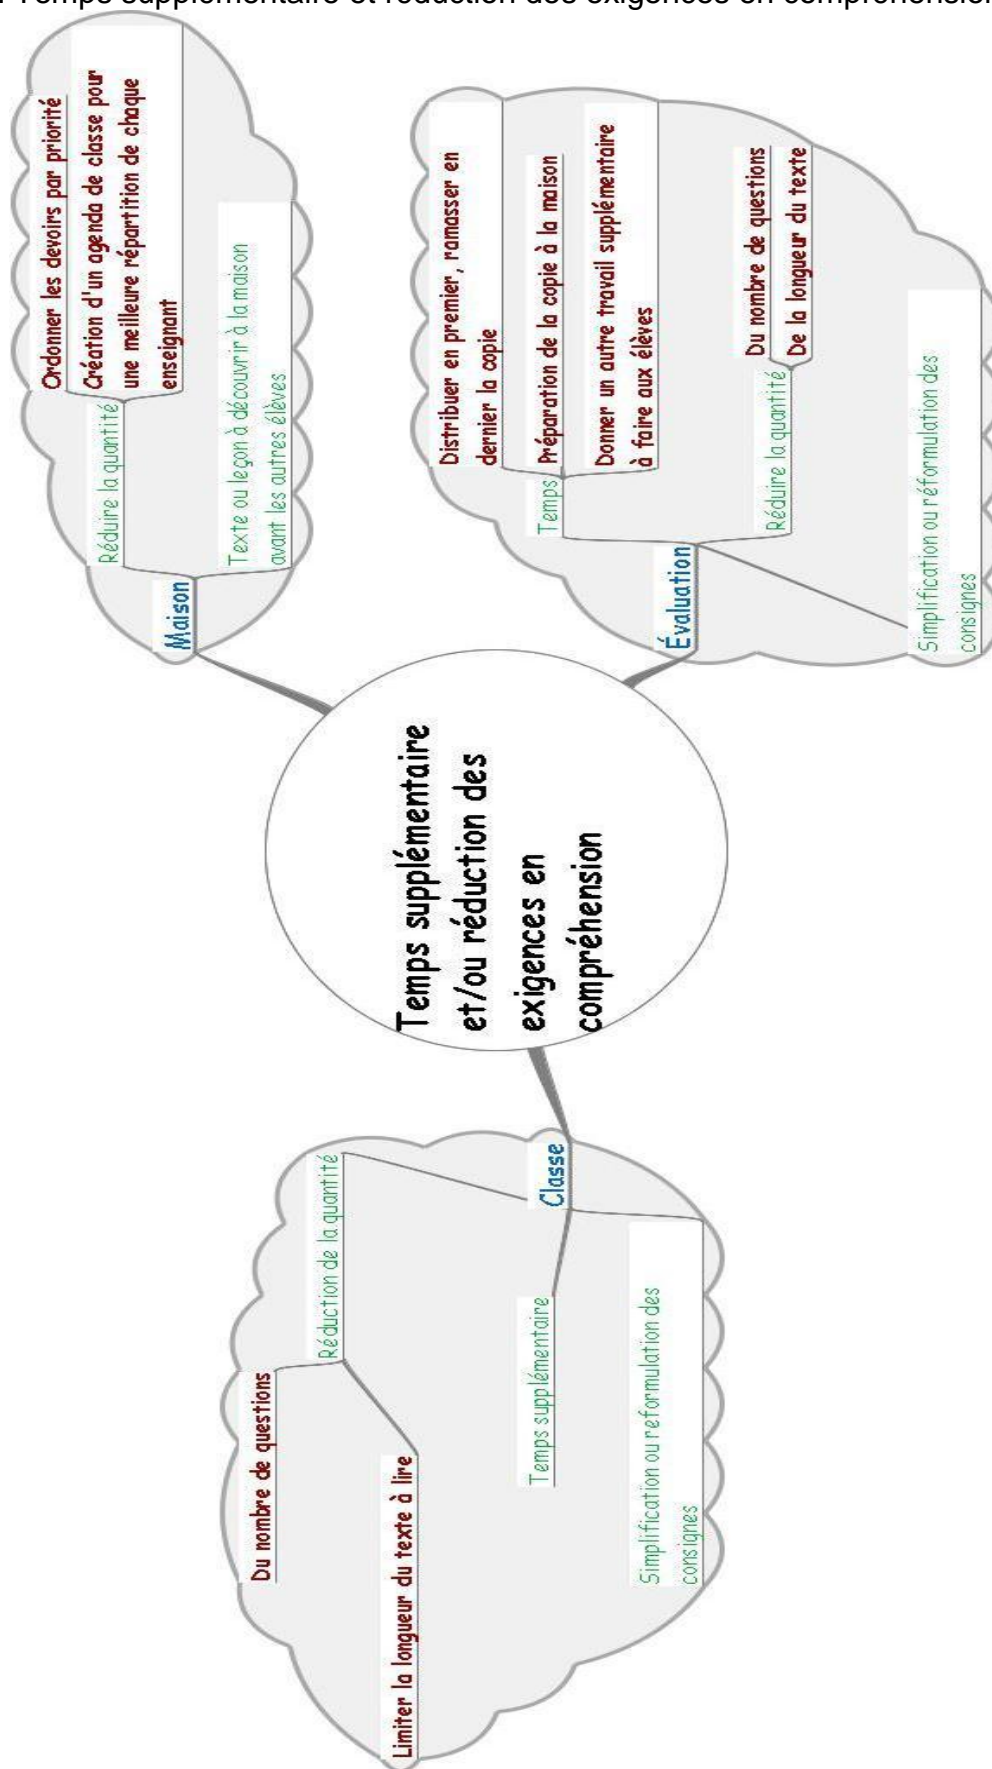 Temps supplémentaire et réduction des exigences en compréhension
Temps supplémentaire
et/ou réduction des
exigences en
compréhension
Maison
Réduire la quantité
Ordonner les devoirs par priorité
Création d'un agenda de classe pour
une meilleure répartition de chaque
enseignant
Texte ou leçon à découvrir à la maison
avant les autres élèves
Évaluation
Temps
Distribuer en premier, ramasser en
dernier la copie
Préparation de la copie à la maison
Donner un autre travail supplémentaire
à faire aux élèves
Réduire la quantité
Du nombre de questions
De la longueur du texte
Simplification ou réformulation des
consignes
Classe
Réduction de la quantité
Du nombre de questions
Limiter la longueur du texte à lire
Temps supplémentaire
Simplification ou reformulation des
consignes